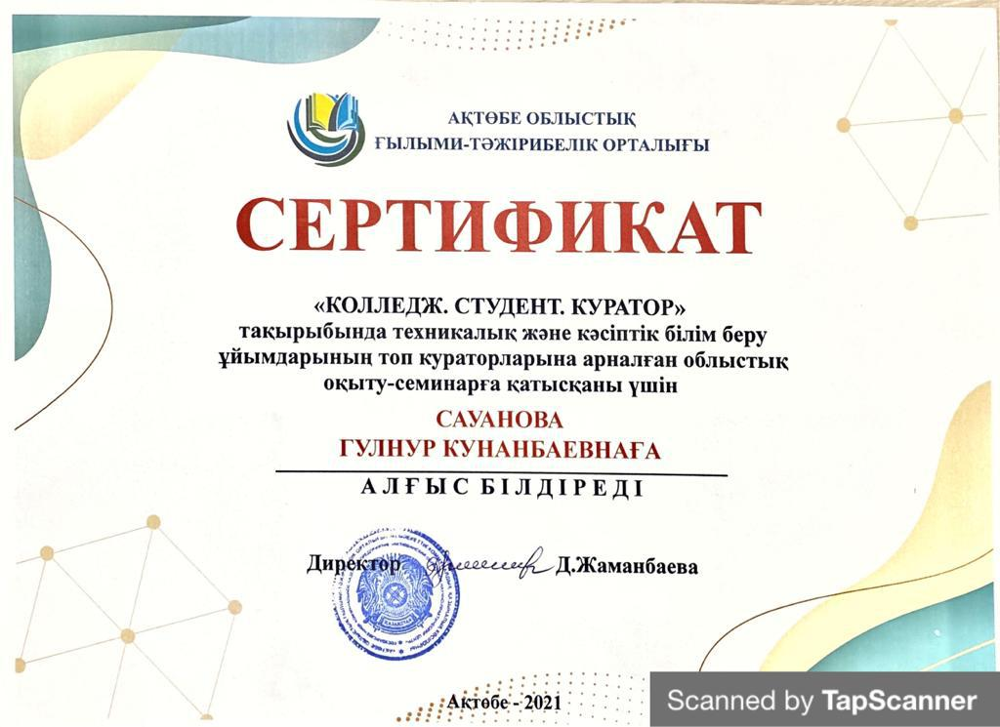 АҚТӨБЕ ОБЛЫСТЫҚ
ҒЫЛЫМИ-ТӘЖІРИБЕЛІК ОРТАЛЫҒЫ
СЕРТИФИКАТ
«КОЛЛЕДЖ. СТУДЕНТ. КУРАТОР»
тақырыбында техникалық және кәсіптік білім беру
ұйымдарының топ кураторларына арналған облыстық
оқыту-семинарға қатысқаны үшін
САУАНОВА
ГУЛНУР КУНАНБАЕВНАҒА
АЛҒЫС БІЛДІРЕДІ
Директор Д.Жаманбаева
Ақтөбе - 2021
Scanned by TapScanner